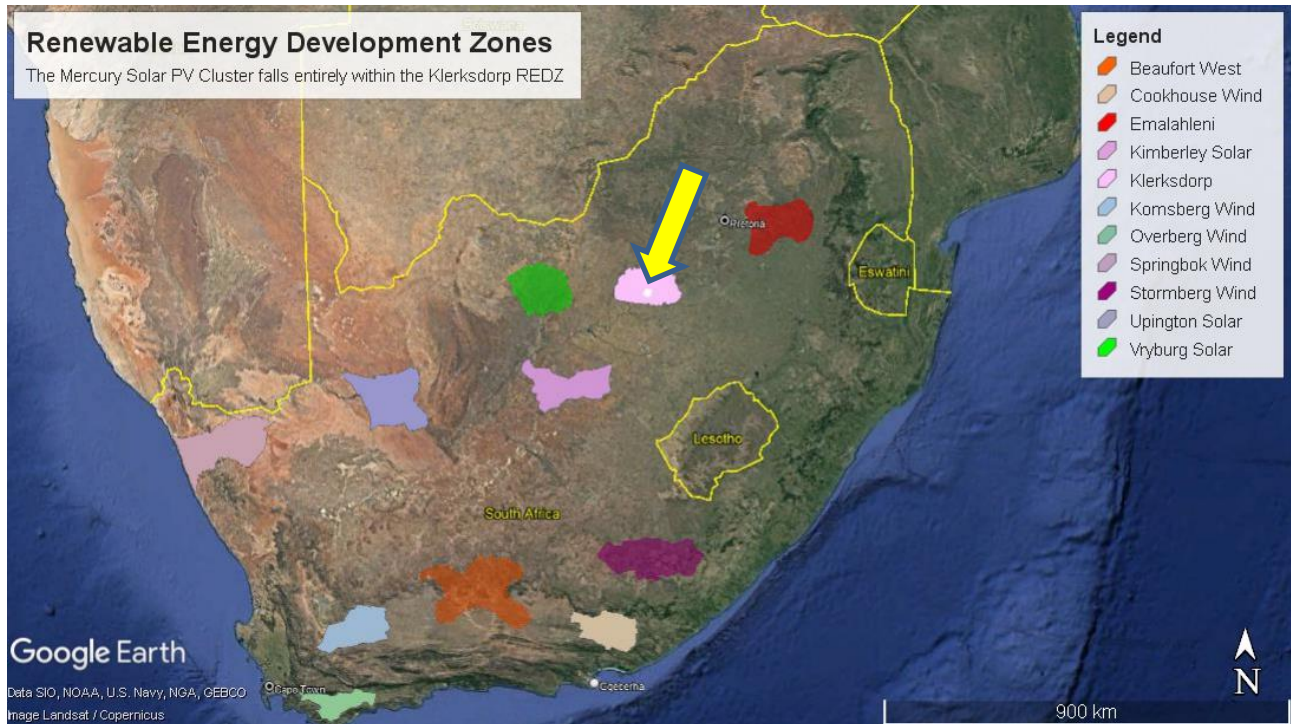 Renewable Energy Development Zones
The Mercury Solar PV Cluster falls entirely within the Klerksdorp REDZ
Legend
Beaufort West
Cookhouse Wind
Emalahleni
Kimberley Solar
Klerksdorp
Komsberg Wind
Overberg Wind
Springbok Wind
Stormberg Wind
Upington Solar
Vryburg Solar
Pretoria
Eswatini
Lesotho
South Africa
Google Earth
Data SIO, NOAA, U.S. Navy, NGA, GEBCO
Image Landsat / Copernicus
Cape Town
Gqeberha
N
900 km